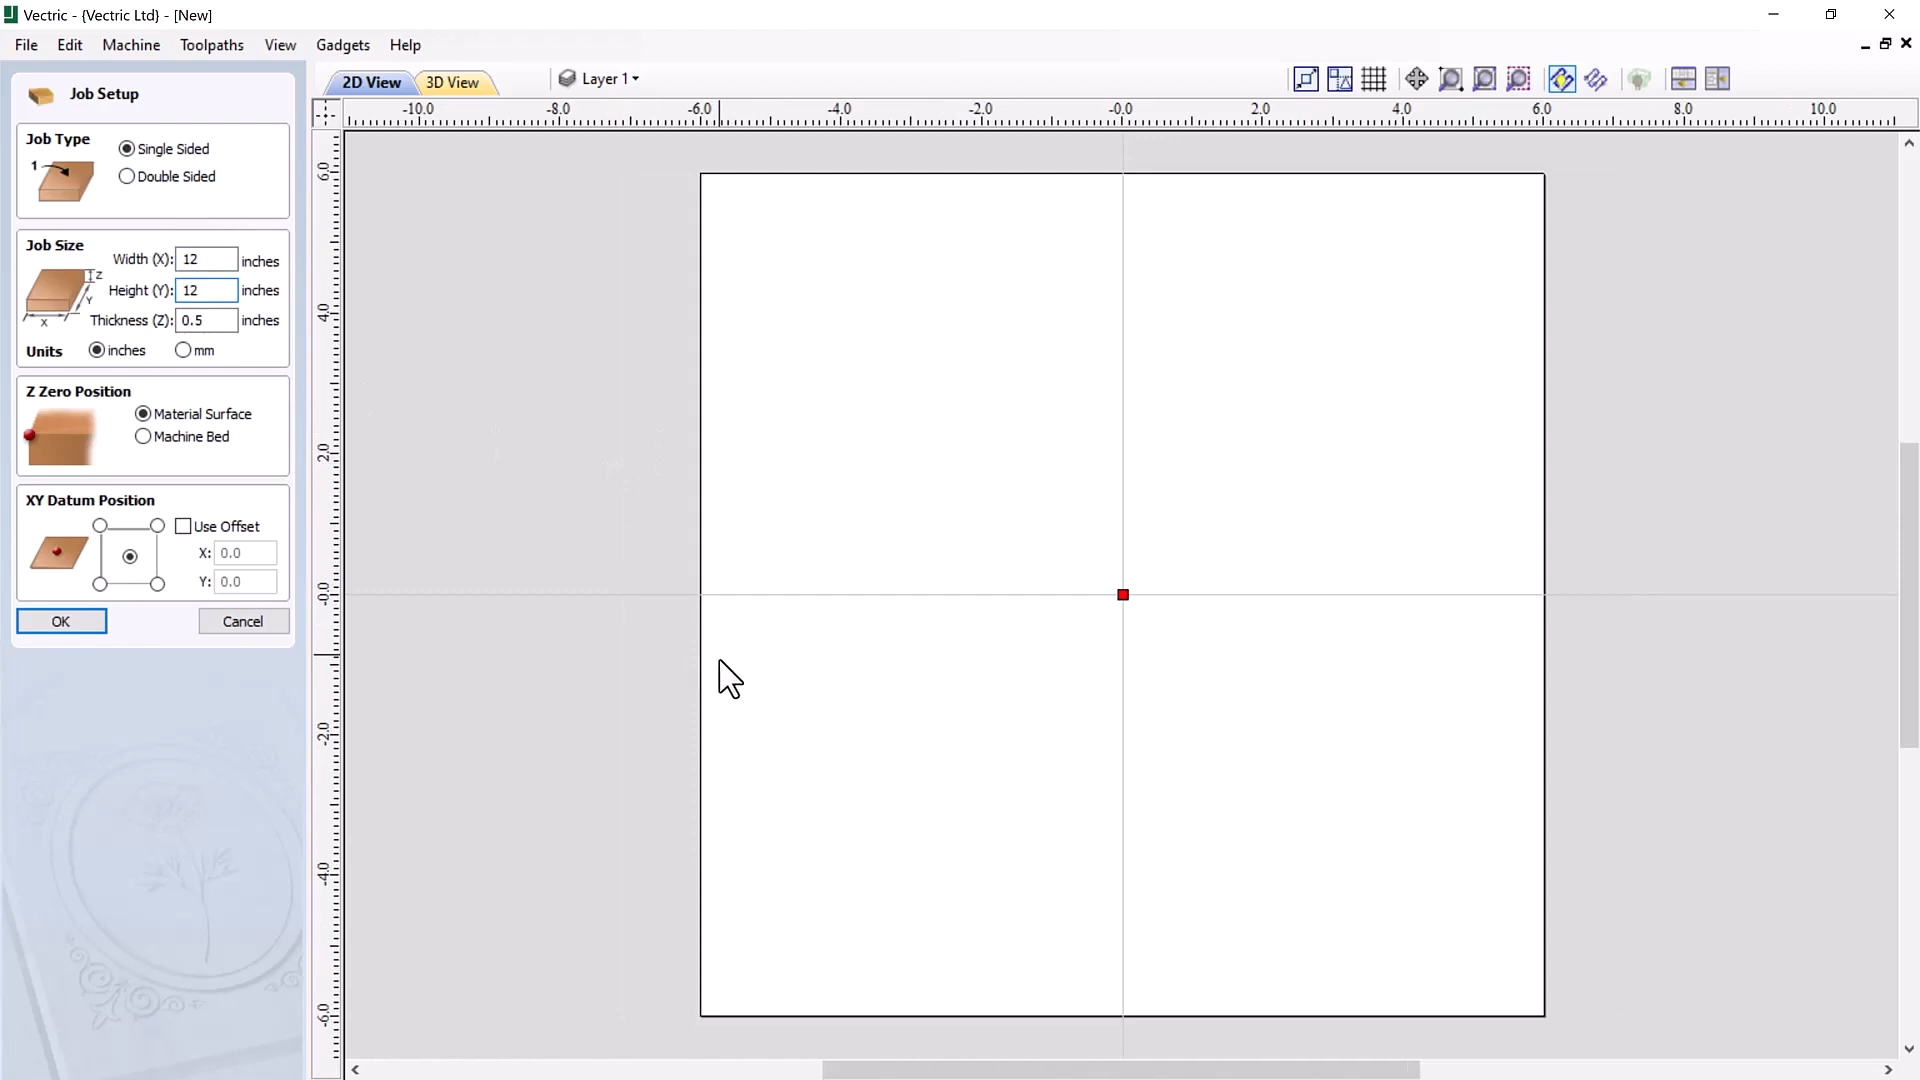 Vectric - {Vectric Ltd} - [New]
File Edit Machine Toolpaths View Gadgets Help
Job Setup
Job Type
1
Single Sided
Double Sided
Job Size
Width (X): 12 inches
Height (Y): 12 inches
Thickness (Z): 0.5 inches
Z
Y
X
Units inches mm
Z Zero Position
Material Surface
Machine Bed
XY Datum Position
Use Offset
X: 0.0
Y: 0.0
OK Cancel
2D View 3D View Layer 1
-10.0 -8.0 -6.0 -4.0 -2.0 -0.0 2.0 4.0 6.0 8.0 10.0
6.0
4.0
2.0
-0.0
-2.0
-4.0
-6.0